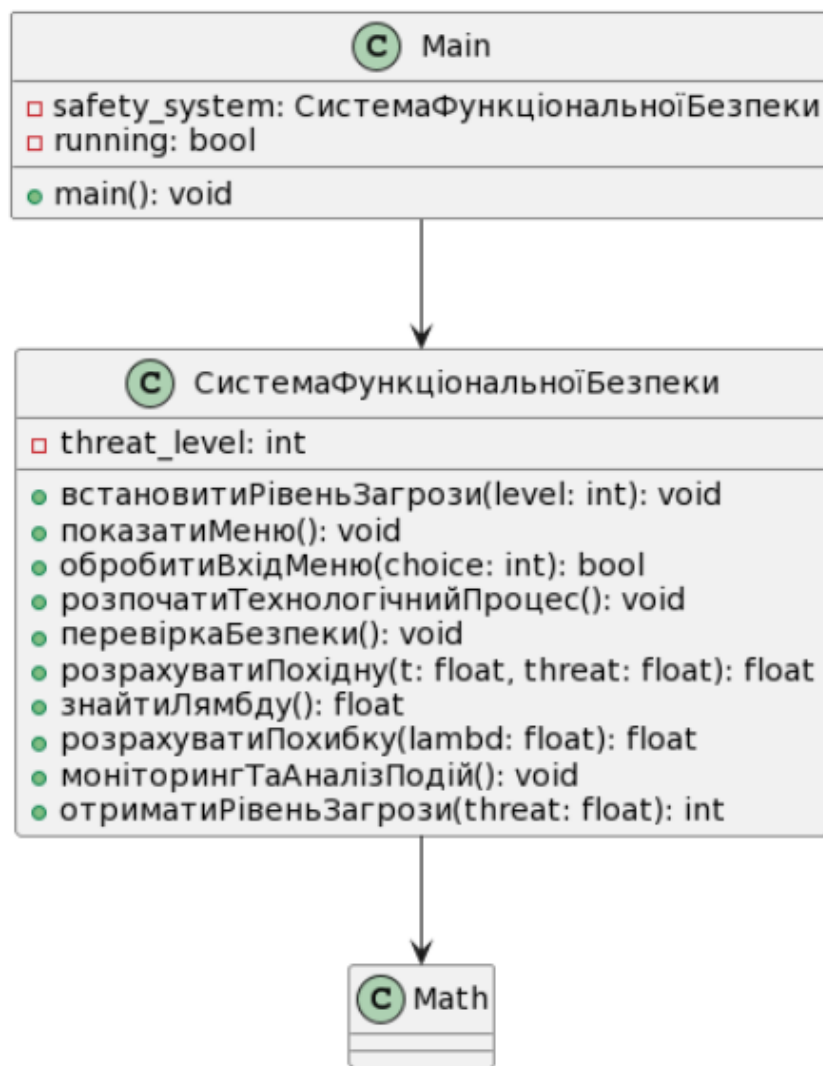 C Main
safety_system: СистемаФункціональноїБезпеки
running: bool
main(): void
C СистемаФункціональноїБезпеки
threat_level: int
встановитиРівеньЗагрози(level: int): void
показатиМеню(): void
обробитиВхідМеню(choice: int): bool
розпочатиТехнологічнийПроцес(): void
перевіркаБезпеки(): void
розрахуватиПохідну(t: float, threat: float): float
знайтиЛямбду(): float
розрахуватиПохибку(lambd: float): float
моніторингТаАналізПодій(): void
отриматиРівеньЗагрози(threat: float): int
C Math